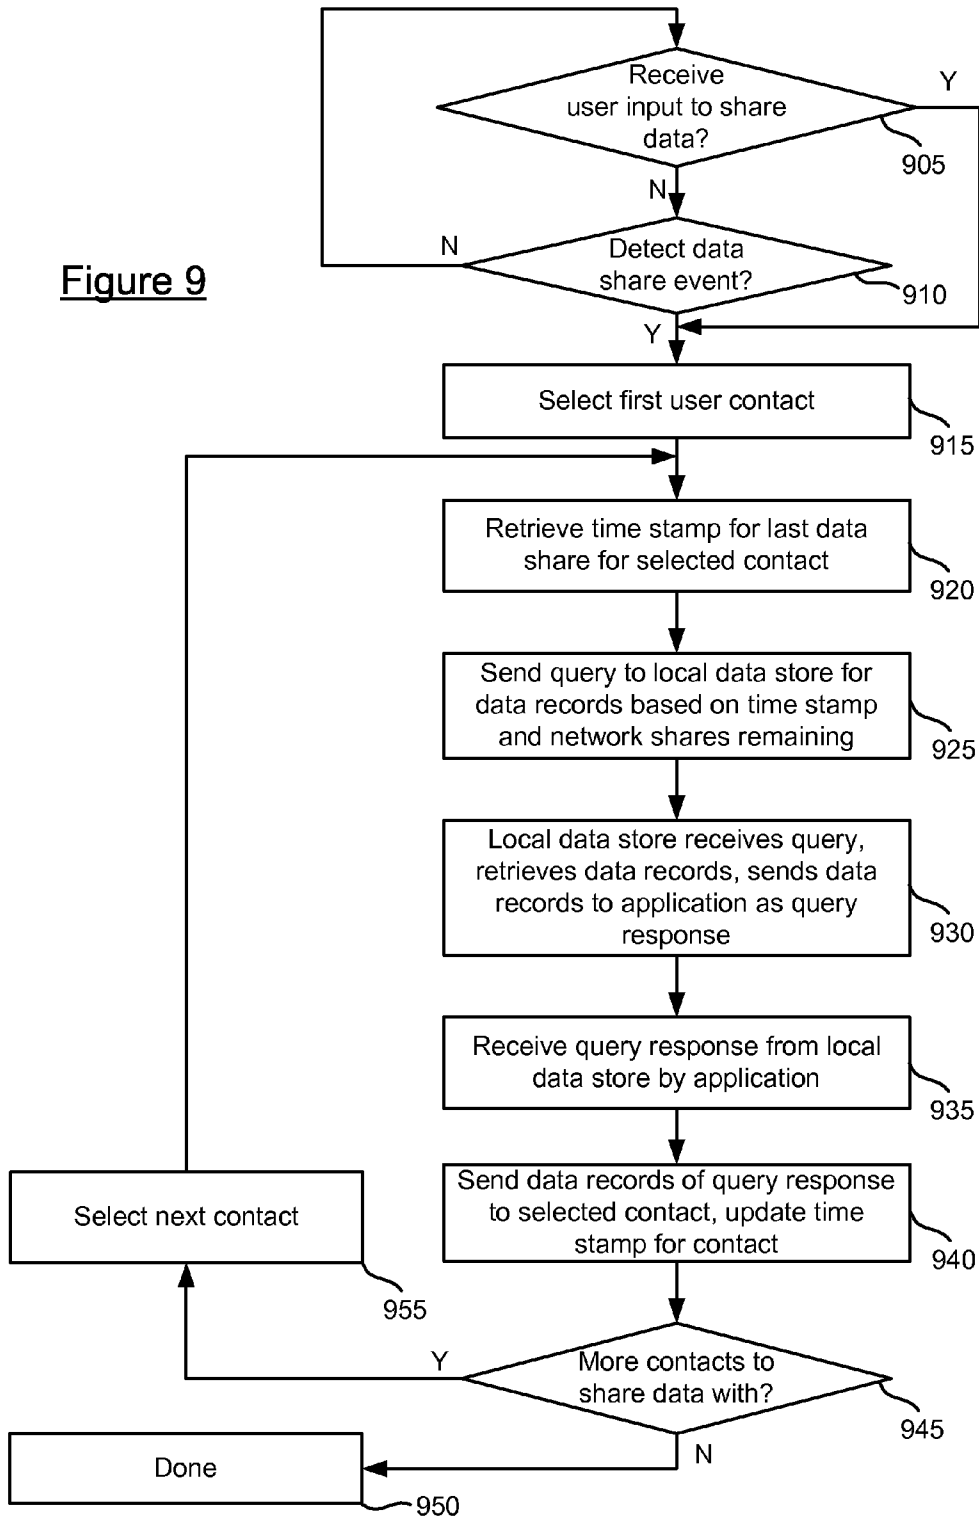 Receive
user input to share
data?
Y
905
N
Detect data
share event?
N
910
Figure 9
Y
Select first user contact
915
Retrieve time stamp for last data
share for selected contact
920
Send query to local data store for
data records based on time stamp
and network shares remaining
925
Local data store receives query,
retrieves data records, sends data
records to application as query
response
930
Receive query response from local
data store by application
935
Send data records of query response
to selected contact, update time
stamp for contact
940
Select next contact
955
More contacts to
share data with?
Y
945
N
Done
950